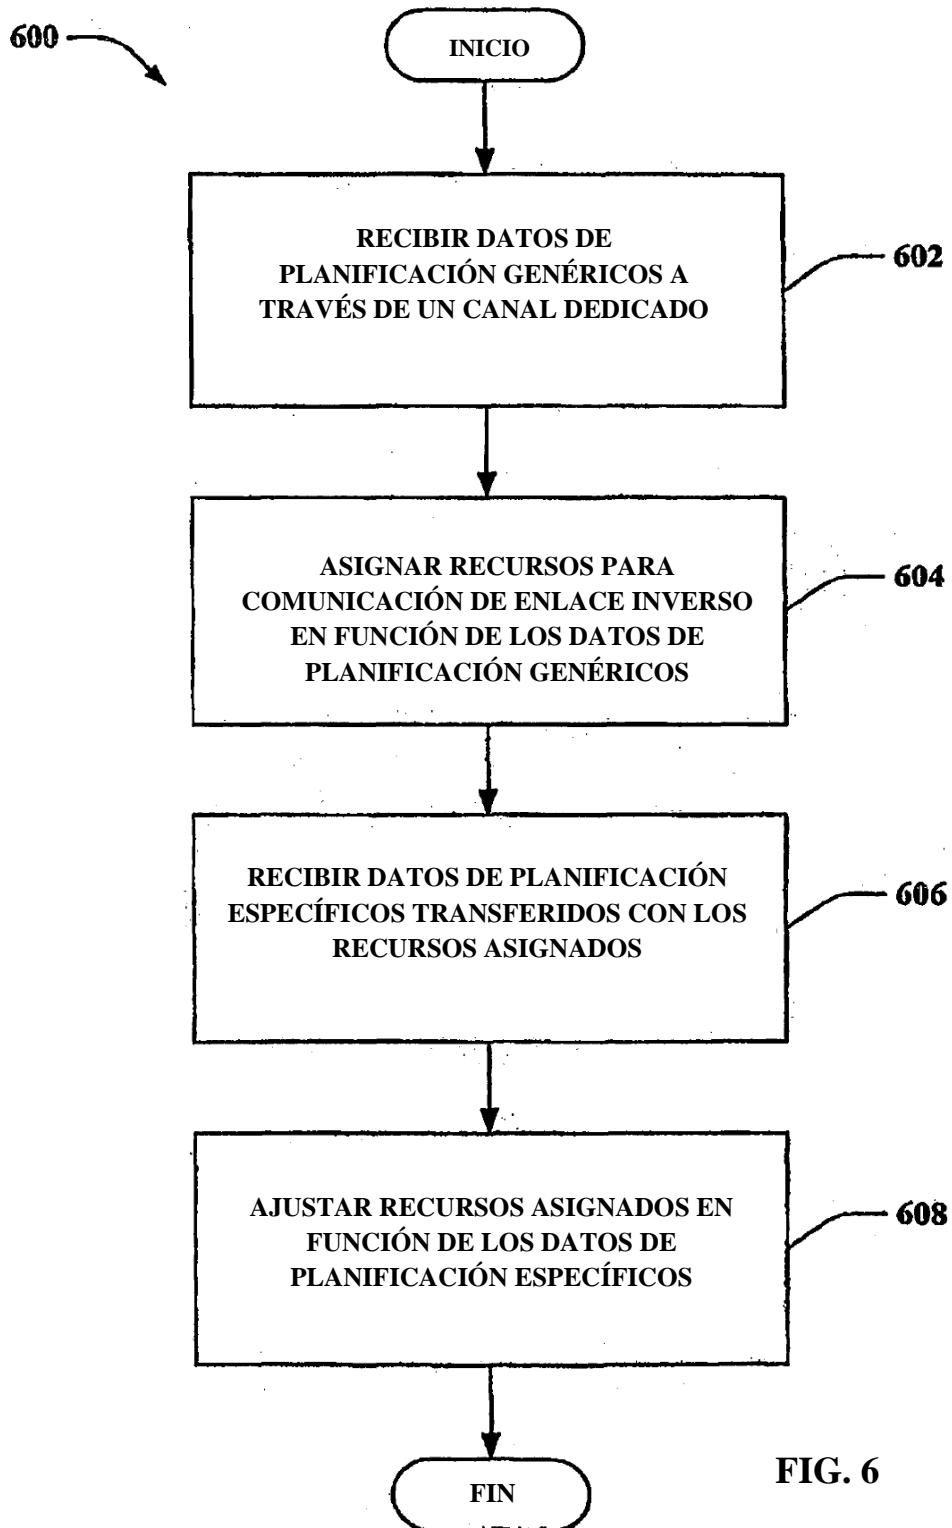 600
INICIO
RECIBIR DATOS DE
PLANIFICACIÓN GENÉRICOS A
TRAVÉS DE UN CANAL DEDICADO
602
ASIGNAR RECURSOS PARA
COMUNICACIÓN DE ENLACE INVERSO
EN FUNCIÓN DE LOS DATOS DE
PLANIFICACIÓN GENÉRICOS
604
RECIBIR DATOS DE PLANIFICACIÓN
ESPECÍFICOS TRANSFERIDOS CON LOS
RECURSOS ASIGNADOS
606
AJUSTAR RECURSOS ASIGNADOS EN
FUNCIÓN DE LOS DATOS DE
PLANIFICACIÓN ESPECÍFICOS
608
FIN
FIG. 6